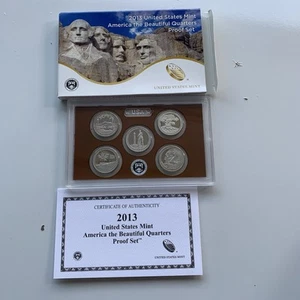 2013 United States Mint
America the Beautiful Quarters
Proof Set
UNITED STATES MINT
CERTIFICATE OF AUTHENTICITY
2013
United States Mint
America the Beautiful Quarters
Proof Set™